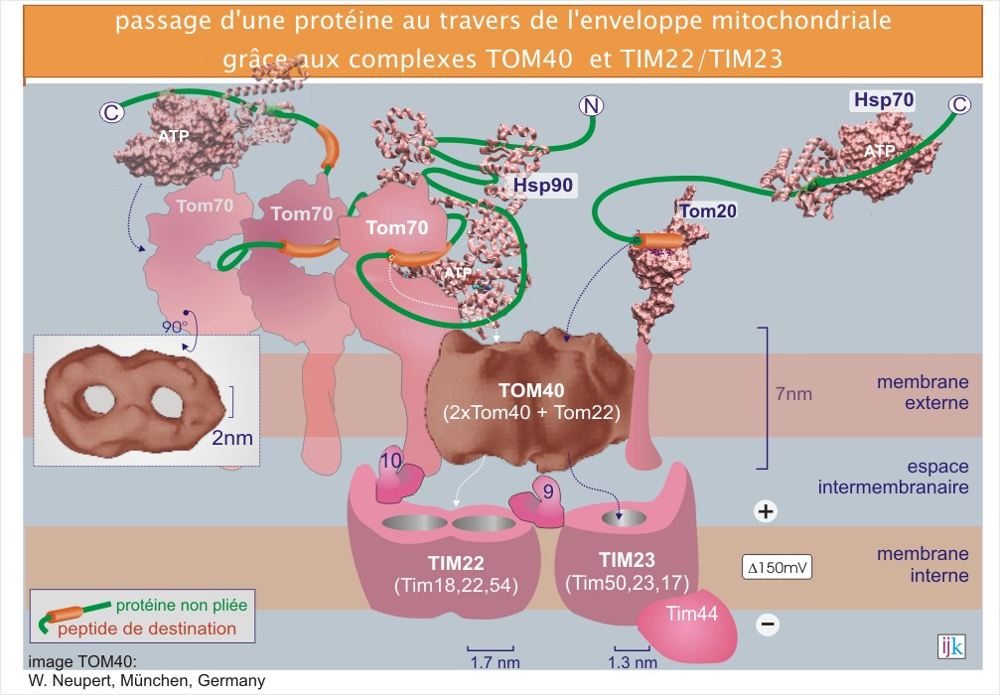 passage d'une protéine au travers de l'enveloppe mitochondriale
grâce aux complexes TOM40 et TIM22/TIM23
C
ATP
N
Hsp70
C
ATP
Hsp90
Tom70
Tom70
Tom70
Tom20
ATP
90°
2nm
TOM40
(2xTom40 + Tom22)
7nm
membrane
externe
10
9
espace
intermembranaire
+
TIM22
(Tim18,22,54)
TIM23
(Tim50,23,17)
Δ150mV
membrane
interne
Tim44
−
protéine non pliée
peptide de destination
1.7 nm
1.3 nm
ijk
image TOM40:
W. Neupert, München, Germany